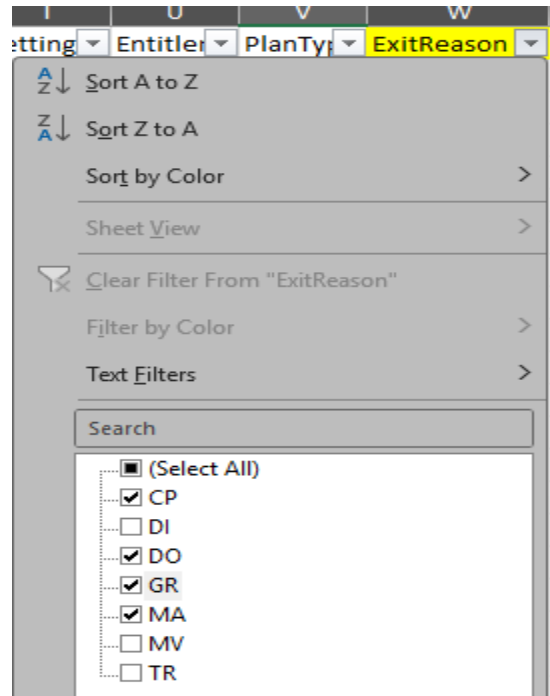 U V W
etting Entitler PlanTyp ExitReason
Sort A to Z
Sort Z to A
Sort by Color
Sheet View
Clear Filter From "ExitReason"
Filter by Color
Text Filters
Search
(Select All)
CP
DI
DO
GR
MA
MV
TR